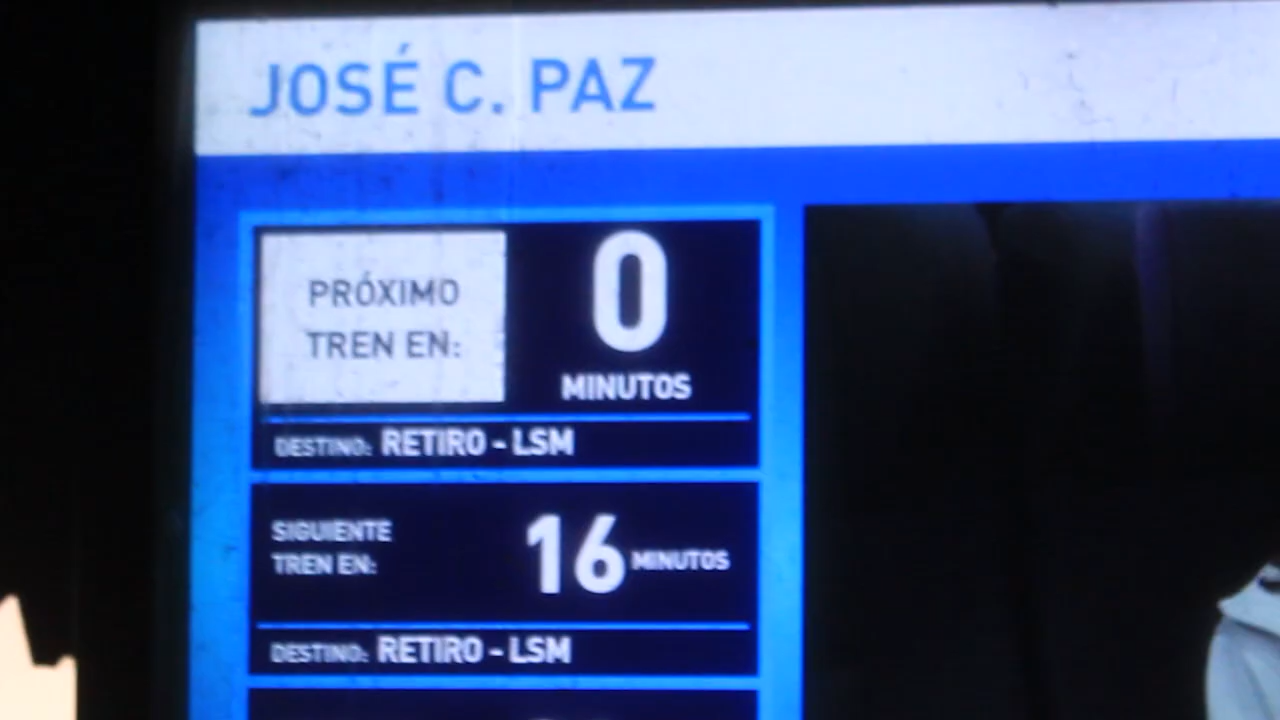 JOSÉ C. PAZ
PRÓXIMO
TREN EN:
0
MINUTOS
DESTINO: RETIRO - LSM
SIGUIENTE
TREN EN:
16 MINUTOS
DESTINO: RETIRO - LSM